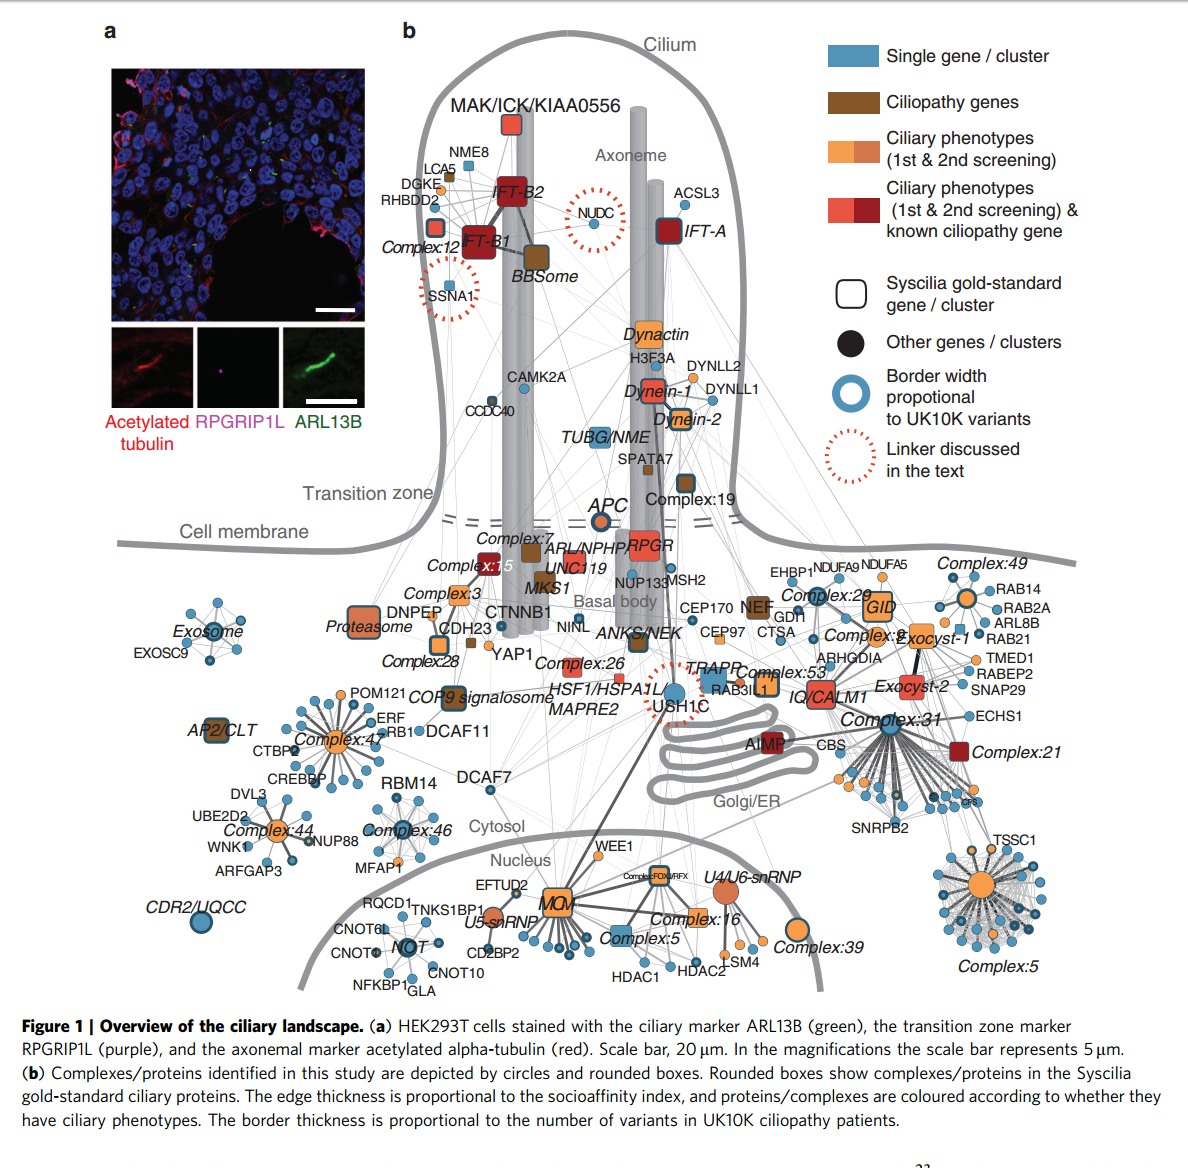 a
b
Cilium
MAK/ICK/KIAA0556
NME8
LCA5
DGKE
RHBDD2
IFT-B2
Complex:12
IFT-B1
BBSome
SSNA1
Axoneme
NUDC
ACSL3
IFT-A
Dynactin
H3F3A
DYNLL2
Dynein-1
DYNLL1
Dynein-2
CAMK2A
CCDC40
TUBG/NME
SPATA7
Complex:19
Transition zone
APC
Cell membrane
Single gene / cluster
Ciliopathy genes
Ciliary phenotypes
(1st & 2nd screening)
Ciliary phenotypes
(1st & 2nd screening) &
known ciliopathy gene
Syscilia gold-standard
gene / cluster
Other genes / clusters
Border width
propotional
to UK10K variants
Linker discussed
in the text
Acetylated RPGRIP1L ARL13B
tubulin
Complex:7
ARL/NPHP
RPGR
Complex:15
UNC119
MKS1
NUP133
MSH2
Complex:3
Basal body
DNPEP
CTNNB1
Proteasome
CDH23
NINL
ANKS/NEK
CEP170
NEF
CEP97
CTSA
GDI1
Complex:28
YAP1
Complex:26
Exosome
EXOSC9
EHBP1
NDUFA9
NDUFA5
Complex:29
GID
Complex:49
RAB14
RAB2A
ARL8B
RAB21
Exocyst-1
ARHGDIA
TMED1
RABEP2
SNAP29
Exocyst-2
TRAPP
Complex:53
RAB3IL1
IQ/CALM1
USH1C
HSF1/HSPA1L/
MAPRE2
COP9 signalosome
POM121
ERF
RB1
DCAF11
AP2/CLT
Complex:47
CTBP2
CREBBP
Complex:31
ECHS1
AIMP
CBS
Complex:21
RBM14
DCAF7
DVL3
UBE2D2
Complex:44
WNK1
NUP88
ARFGAP3
Complex:46
MFAP1
Golgi/ER
Cytosol
SNRPB2
TSSC1
Nucleus
WEE1
EFTUD2
Complex:FOXJ/RFX
U4/U6-snRNP
CDR2/UQCC
RQCD1
TNKS1BP1
CNOT6L
U5-snRNP
MCM
Complex:16
CNOT1
NOT
CD2BP2
Complex:5
Complex:39
CNOT10
NFKBP1
GLA
HDAC1
HDAC2
LSM4
Complex:5
Figure 1 | Overview of the ciliary landscape. (a) HEK293T cells stained with the ciliary marker ARL13B (green), the transition zone marker
RPGRIP1L (purple), and the axonemal marker acetylated alpha-tubulin (red). Scale bar, 20 μm. In the magnifications the scale bar represents 5 μm.
(b) Complexes/proteins identified in this study are depicted by circles and rounded boxes. Rounded boxes show complexes/proteins in the Syscilia
gold-standard ciliary proteins. The edge thickness is proportional to the socioaffinity index, and proteins/complexes are coloured according to whether they
have ciliary phenotypes. The border thickness is proportional to the number of variants in UK10K ciliopathy patients.